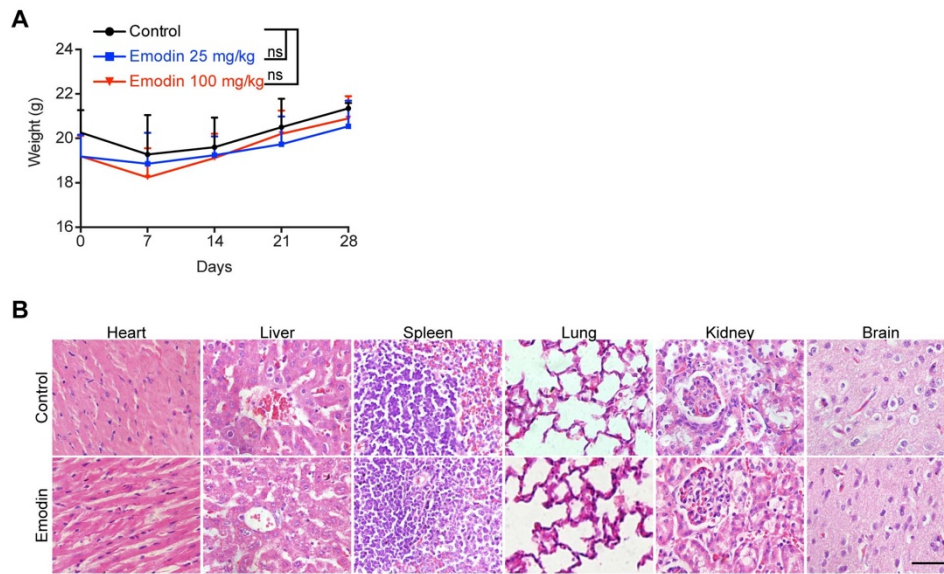 A
Control
Emodin 25 mg/kg
Emodin 100 mg/kg
ns
ns
24
22
20
18
16
Weight (g)
0 7 14 21 28
Days
B
Heart Liver Spleen Lung Kidney Brain
Control
Emodin